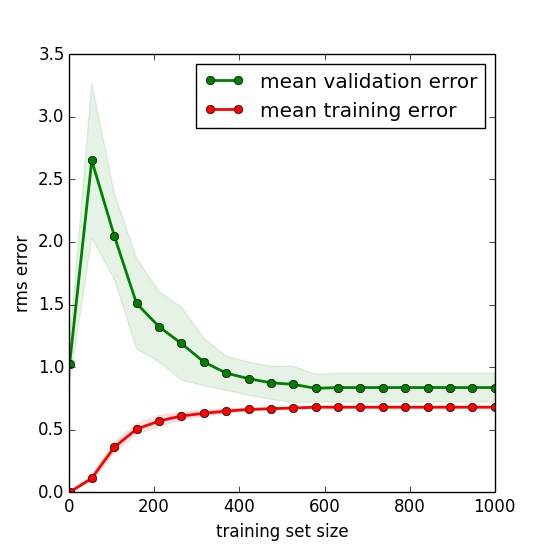 3.5
3.0
2.5
2.0
1.5
1.0
0.5
0.0
rms error
mean validation error
mean training error
0 200 400 600 800 1000
training set size